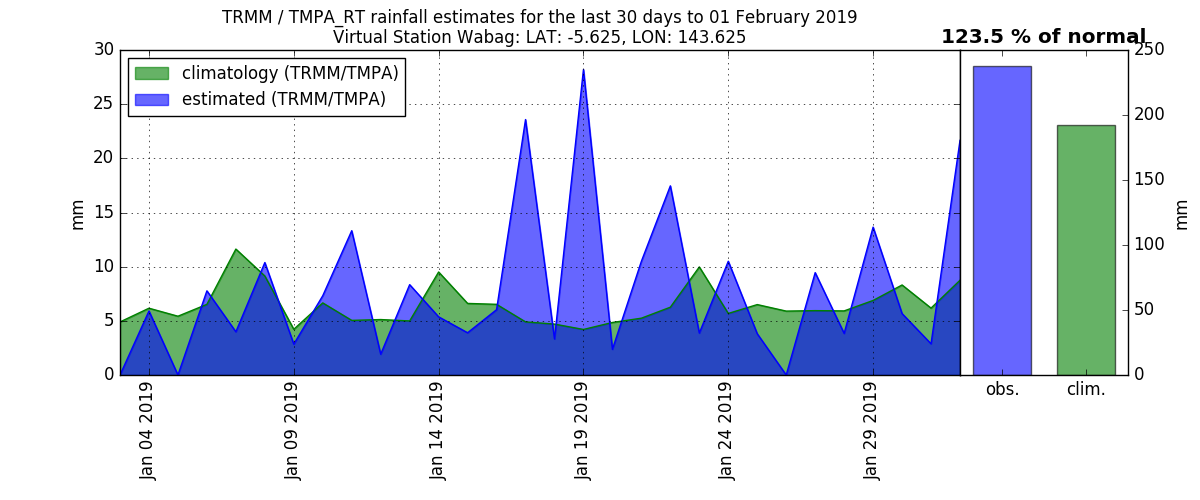 TRMM / TMPA_RT rainfall estimates for the last 30 days to 01 February 2019
Virtual Station Wabag: LAT: -5.625, LON: 143.625
123.5 % of normal
climatology (TRMM/TMPA)
estimated (TRMM/TMPA)
30
25
20
15
10
5
0
mm
Jan 04 2019
Jan 09 2019
Jan 14 2019
Jan 19 2019
Jan 24 2019
Jan 29 2019
obs.
clim.
250
200
150
100
50
0
mm